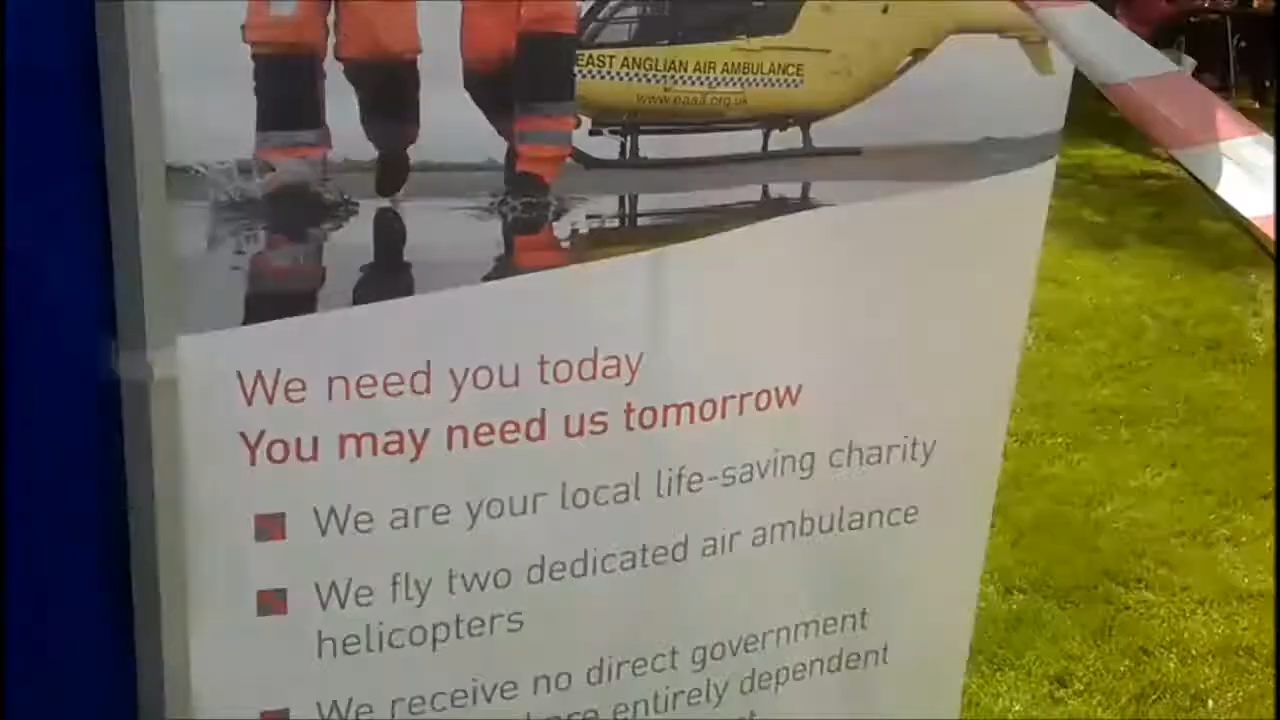 EAST ANGLIAN AIR AMBULANCE
www.eaaa.org.uk
We need you today
You may need us tomorrow
We are your local life-saving charity
We fly two dedicated air ambulance
helicopters
We receive no direct government
are entirely dependent